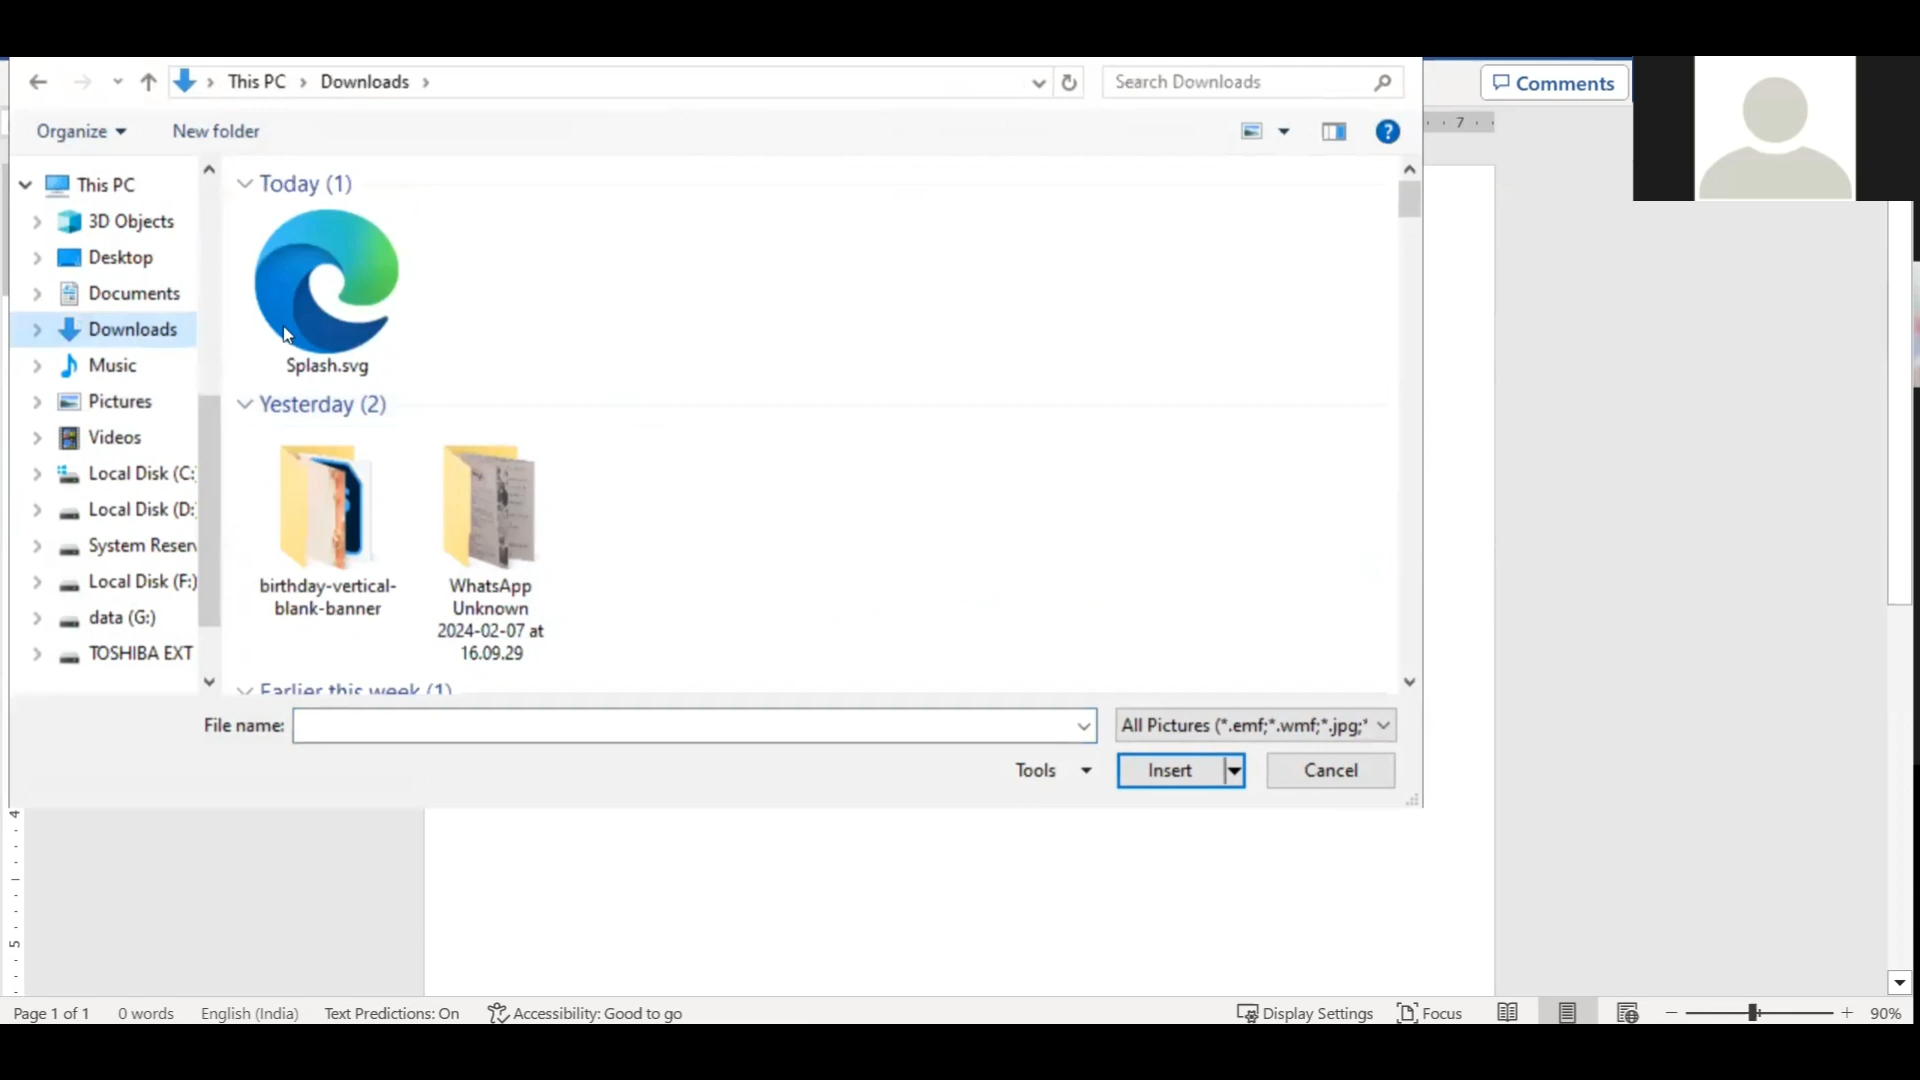 This PC
Downloads
Search Downloads
Comments
Organize
New folder
?
7
This PC
3D Objects
Desktop
Documents
Downloads
Music
Pictures
Videos
Local Disk (C:
Local Disk (D:
System Reser
Local Disk (F:)
data (G:)
TOSHIBA EXT
Today (1)
Splash.svg
Yesterday (2)
birthday-vertical-
blank-banner
WhatsApp
Unknown
2024-02-07 at
16.09.29
Earlier this week (1)
File name:
All Pictures (*.emf;*.wmf;*.jpg;*
Tools
Insert
Cancel
4
5
Page 1 of 1
0 words
English (India)
Text Predictions: On
Accessibility: Good to go
Display Settings
Focus
90%